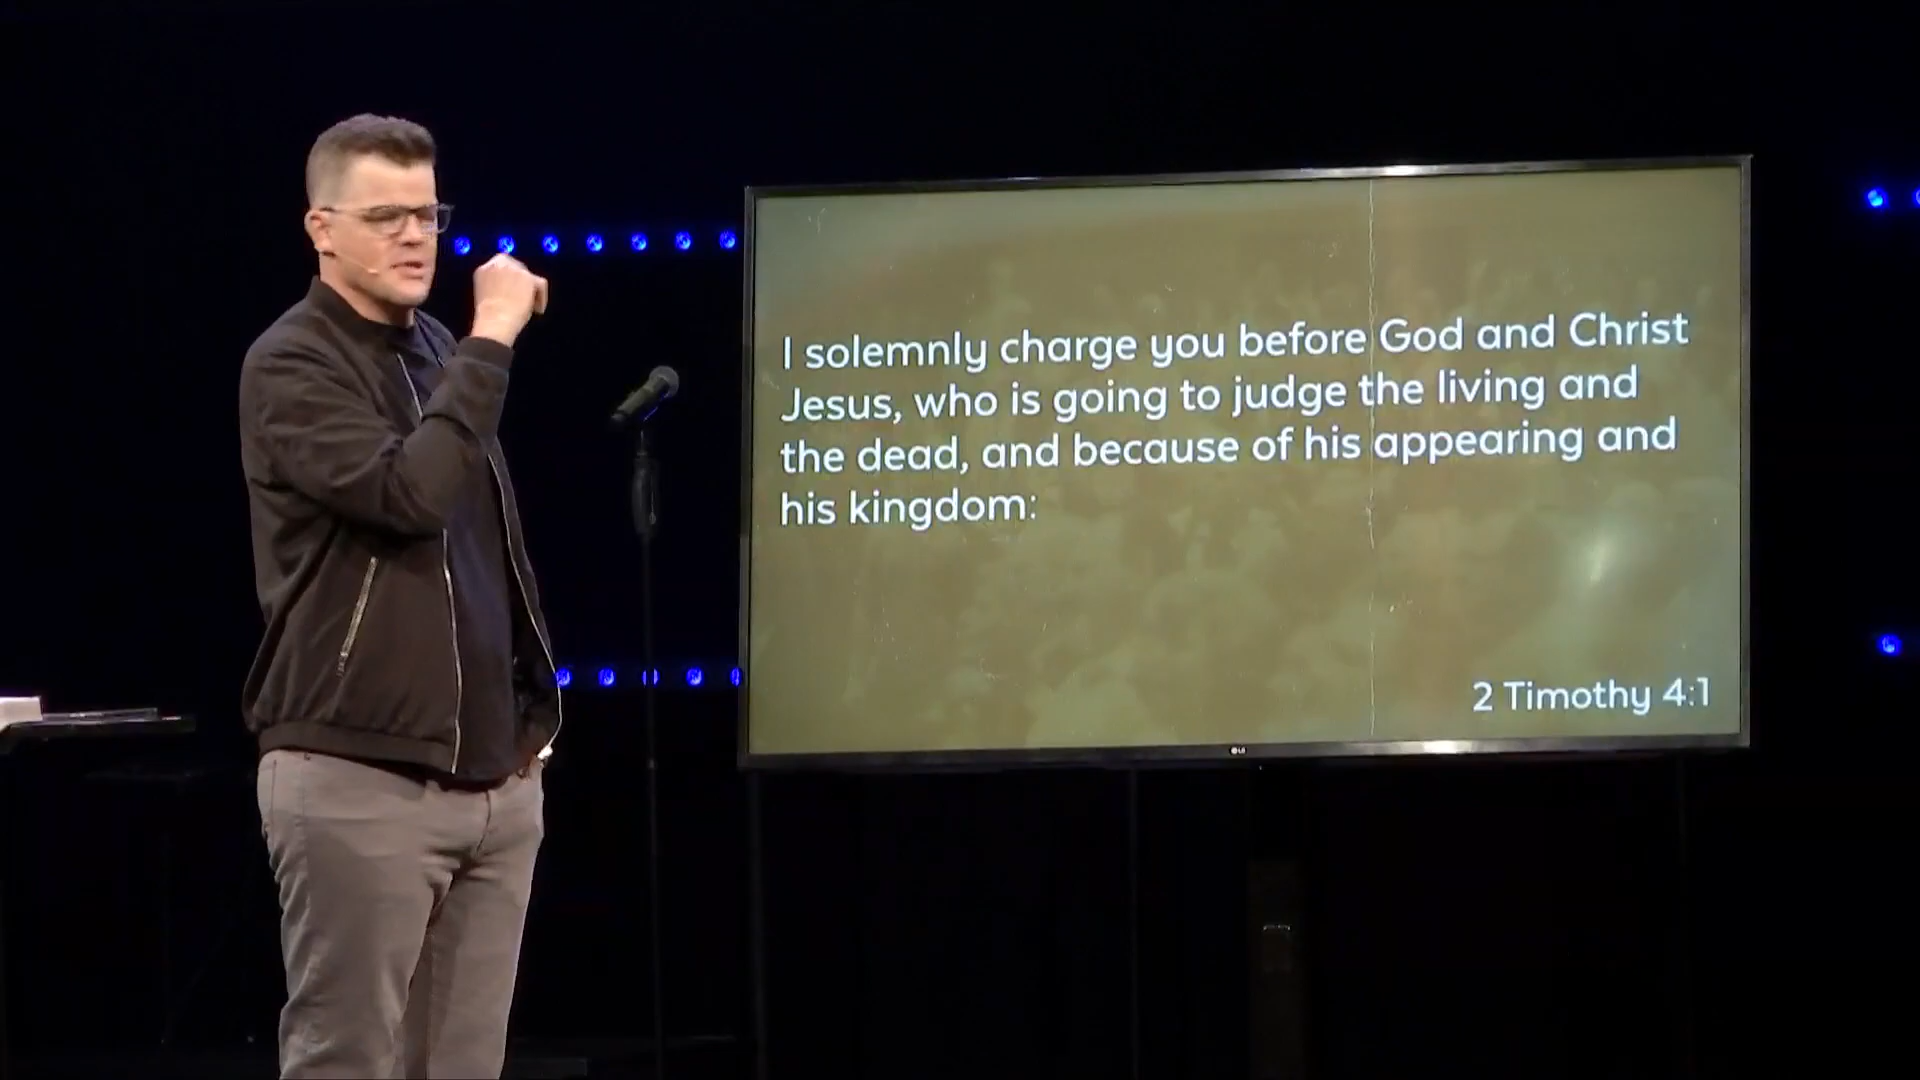 I solemnly charge you before God and Christ
Jesus, who is going to judge the living and
the dead, and because of his appearing and
his kingdom:
2 Timothy 4:1
LG